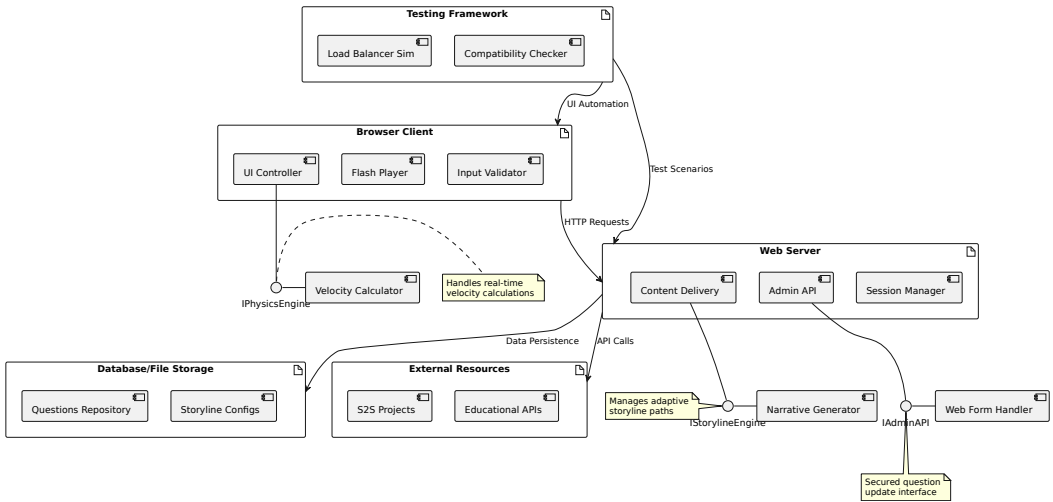 Testing Framework
Load Balancer Sim
Compatibility Checker
UI Automation
Browser Client
UI Controller
Flash Player
Input Validator
Test Scenarios
HTTP Requests
Web Server
Content Delivery
Admin API
Session Manager
Handles real-time
velocity calculations
Velocity Calculator
IPhysicsEngine
Data Persistence
API Calls
Database/File Storage
Questions Repository
Storyline Configs
External Resources
S2S Projects
Educational APIs
Manages adaptive
storyline paths
Narrative Generator
IStorylineEngine
Web Form Handler
IAdminAPI
Secured question
update interface